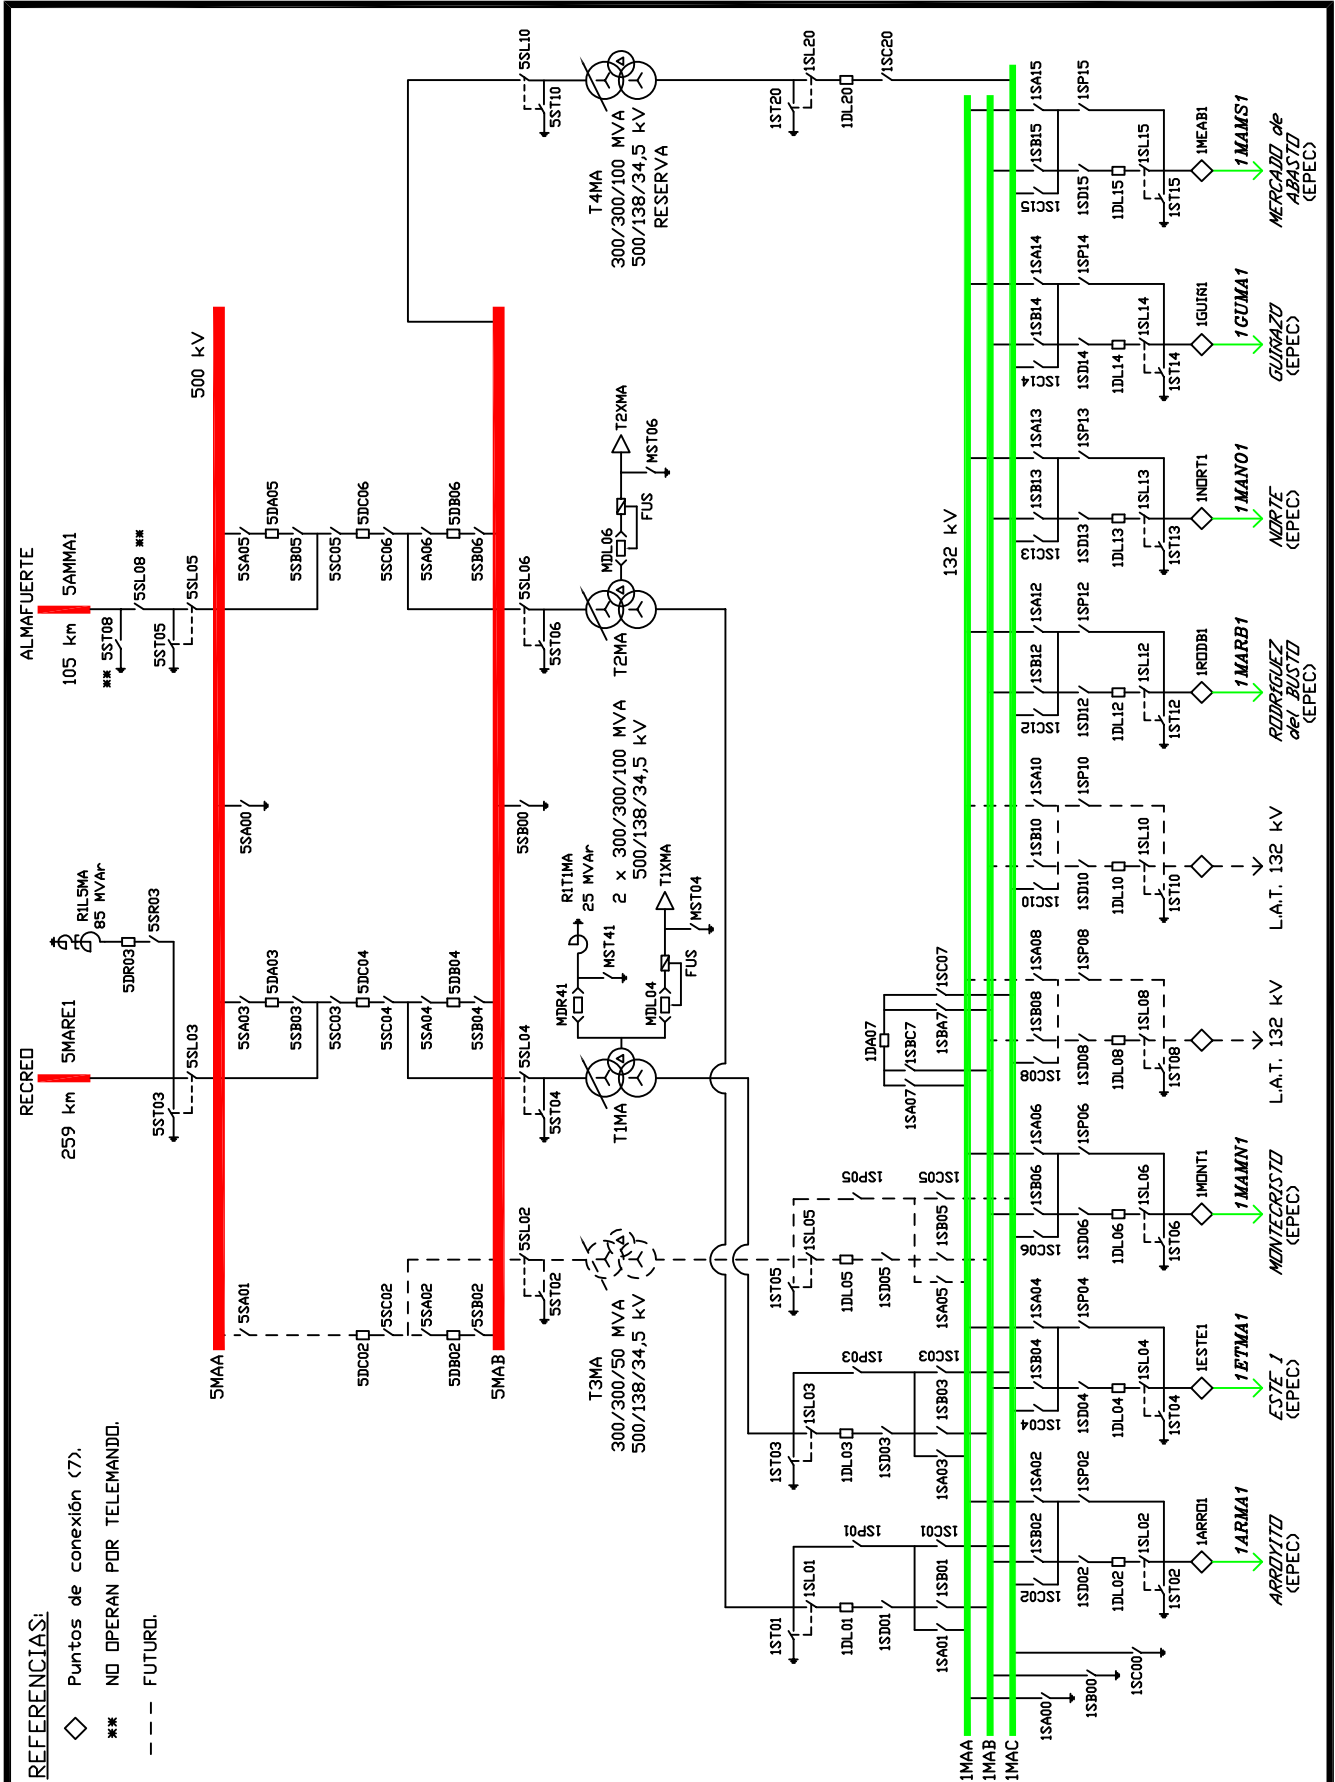 REFERENCIAS:
Puntos de conexión (7).
** NO OPERAN POR TELEMANDO.
FUTURO.
RECREO
259 km 5MARE1
R1L5MA
85 MVAr
5DR03
5SR03
5ST03
5SL03
ALMAFUERTE
105 km 5AMMA1
** 5ST08
5SL08 **
5ST05
5SL05
500 kV
5MAA
5SA01
5DC02
5SC02
5SA02
5DB02
5SB02
5SA03
5DA03
5SB03
5SC03
5DC04
5SC04
5SA04
5DB04
5SB04
5SA00
5SA05
5DA05
5SB05
5SC05
5DC06
5SC06
5SA06
5DB06
5SB06
5MAB
5SL02
5ST02
5SL04
5ST04
5SB00
5SL06
5ST06
5SL10
5ST10
T3MA
300/300/50 MVA
500/138/34,5 kV
T1MA
MDR41
R1T1MA
25 MVAr
MST41
MDL04
FUS
T1XMA
MST04
2 x 300/300/100 MVA
500/138/34,5 kV
T2MA
MDL06
FUS
T2XMA
MST06
T4MA
300/300/100 MVA
500/138/34,5 kV
RESERVA
1ST01
1SL01
1DL01
1SP01
1SD01
1SA01
1SB01
1SC01
1ST03
1SL03
1DL03
1SP03
1SD03
1SA03
1SB03
1SC03
1ST05
1SL05
1DL05
1SP05
1SD05
1SA05
1SB05
1SC05
1DA07
1SA07
1SBC7
1SBA7
1SC07
1ST20
1SL20
1DL20
1SC20
132 kV
1MAA
1MAB
1MAC
1SA00
1SB00
1SC00
1SC02
1SB02
1SA02
1SD02
1SP02
1DL02
1SL02
1ST02
1ARRO1
1ARMA1
ARROYITO
(EPEC)
1SC04
1SB04
1SA04
1SD04
1SP04
1DL04
1SL04
1ST04
1ESTE1
1ETMA1
ESTE 1
(EPEC)
1SC06
1SB06
1SA06
1SD06
1SP06
1DL06
1SL06
1ST06
1MONT1
1MAMN1
MONTECRISTO
(EPEC)
1SC08
1SB08
1SA08
1SD08
1SP08
1DL08
1SL08
1ST08
L.A.T. 132 kV
1SC10
1SB10
1SA10
1SD10
1SP10
1DL10
1SL10
1ST10
L.A.T. 132 kV
1SC12
1SB12
1SA12
1SD12
1SP12
1DL12
1SL12
1ST12
1RODB1
1MARB1
RODRIGUEZ
del BUSTO
(EPEC)
1SC13
1SB13
1SA13
1SD13
1SP13
1DL13
1SL13
1ST13
1NORT1
1MANO1
NORTE
(EPEC)
1SC14
1SB14
1SA14
1SD14
1SP14
1DL14
1SL14
1ST14
1GUIÑ1
1GUMA1
GUIÑAZO
(EPEC)
1SC15
1SB15
1SA15
1SD15
1SP15
1DL15
1SL15
1ST15
1MEAB1
1MAMS1
MERCADO de
ABASTO
(EPEC)